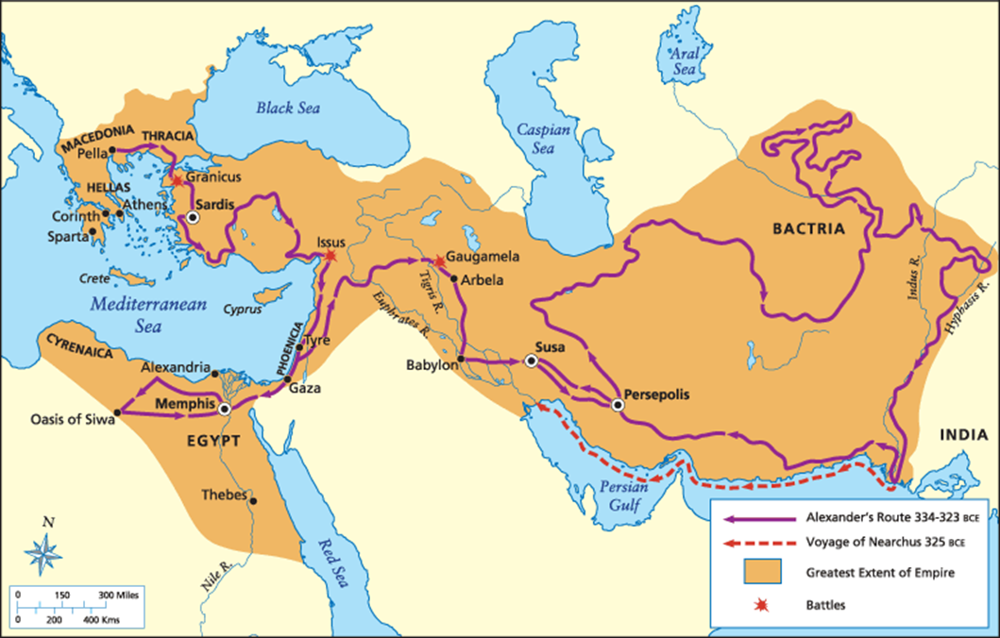 Aral
Sea
Black Sea
Caspian
Sea
MACEDONIA
THRACIA
Pella
Granicus
HELLAS
Athens
Sardis
Corinth
Sparta
BACTRIA
Issus
Gaugamela
Arbela
Crete
Cyprus
Mediterranean
Sea
Tigris R.
Euphrates R.
Indus R.
Hyphasis R.
CYRENAICA
PHOENICIA
Tyre
Babylon
Susa
Alexandria
Gaza
Memphis
Persepolis
Oasis of Siwa
EGYPT
INDIA
Thebes
Persian
Gulf
Nile R.
Red Sea
N
0 150 300 Miles
0 200 400 Kms
Alexander's Route 334-323 BCE
Voyage of Nearchus 325 BCE
Greatest Extent of Empire
Battles